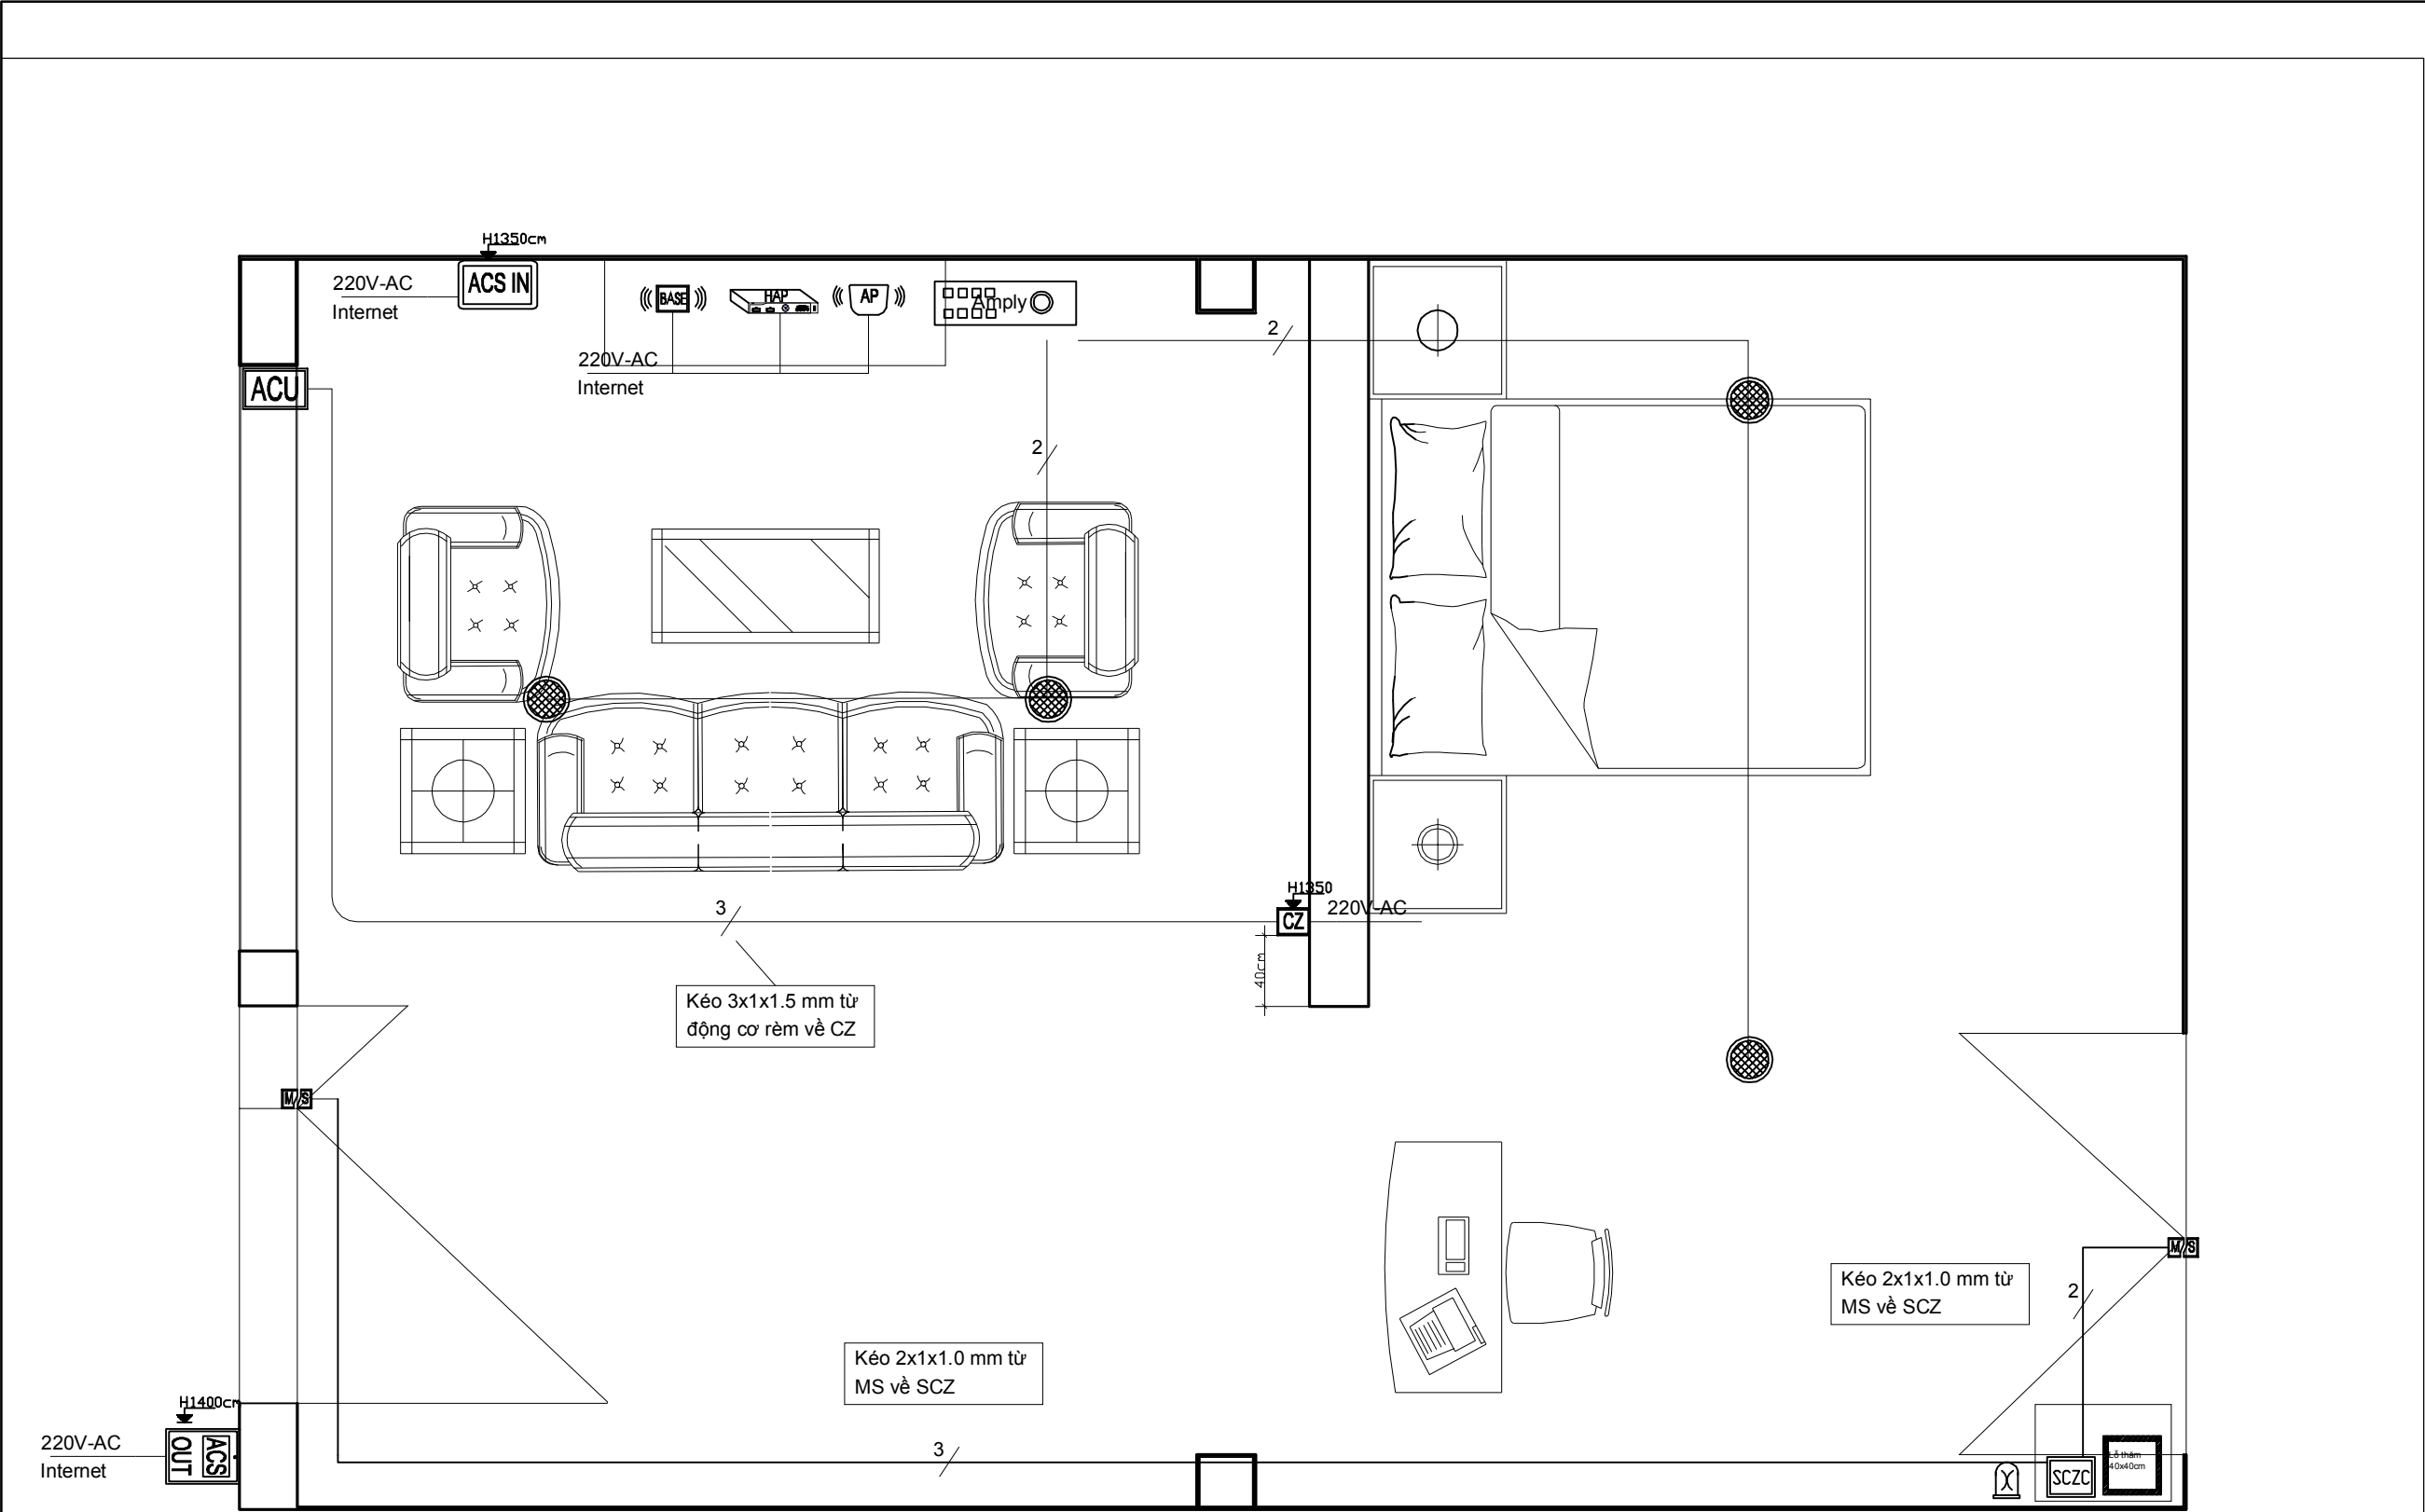 H1350cm
220V-AC
Internet
ACS IN
BASE
HAP
AP
Amply
2
220V-AC
Internet
ACU
2
H1350
CZ
220V-AC
3
40cm
Kéo 3x1x1.5 mm từ
động cơ rèm về CZ
M/S
M/S
Kéo 2x1x1.0 mm từ
MS về SCZ
2
Kéo 2x1x1.0 mm từ
MS về SCZ
H1400cm
220V-AC
Internet
ACS
OUT
3
SCZC
Lỗ thăm
40x40cm